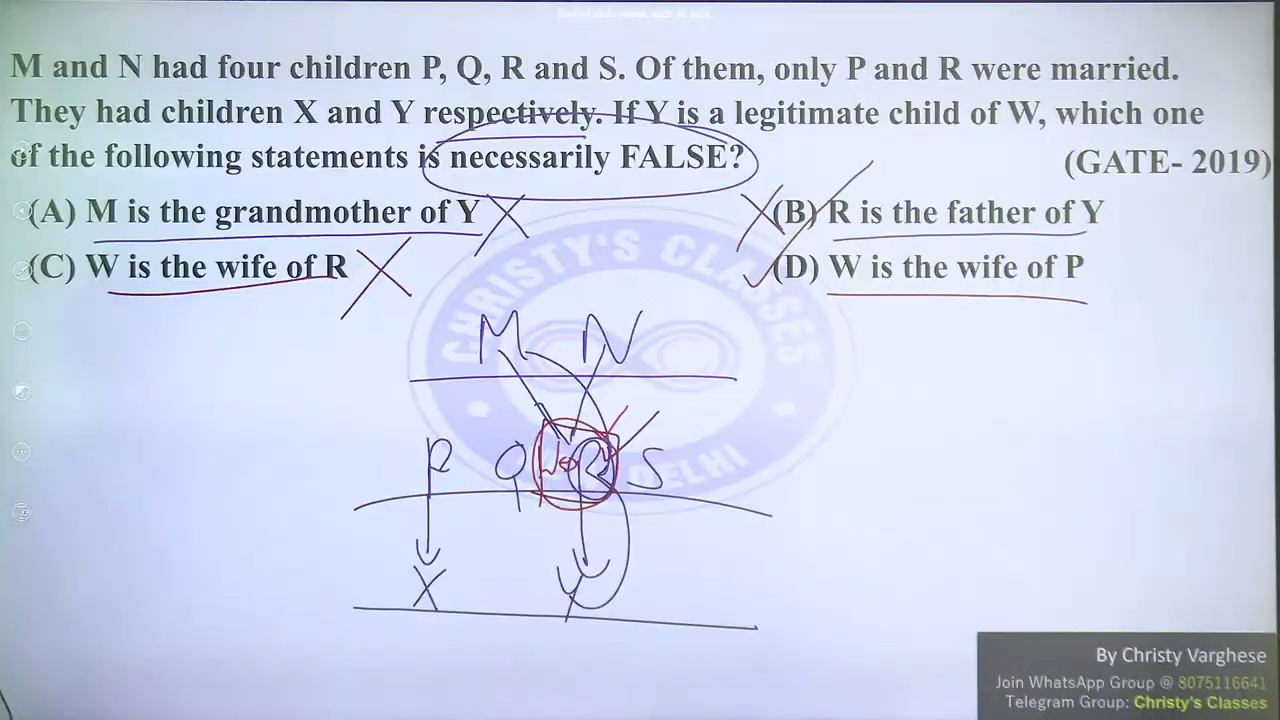 M and N had four children P, Q, R and S. Of them, only P and R were married.
They had children X and Y respectively. If Y is a legitimate child of W, which one
of the following statements is necessarily FALSE?
(GATE- 2019)
(A) M is the grandmother of Y
(B) R is the father of Y
(C) W is the wife of R
(D) W is the wife of P
CHRISTY'S CLASSES
DELHI
M N
P Q W R S
X Y
By Christy Varghese
Join WhatsApp Group @ 8075116641
Telegram Group: Christy's Classes